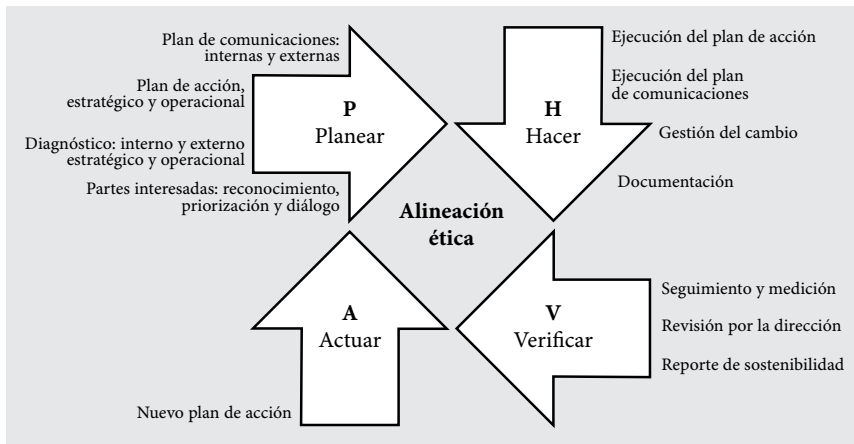 Plan de comunicaciones:
internas y externas
Plan de acción,
estratégico y operacional
Diagnóstico: interno y externo
estratégico y operacional
Partes interesadas: reconocimiento,
priorización y diálogo
P
Planear
H
Hacer
Ejecución del plan de acción
Ejecución del plan
de comunicaciones
Gestión del cambio
Documentación
Alineación
ética
A
Actuar
Nuevo plan de acción
V
Verificar
Seguimiento y medición
Revisión por la dirección
Reporte de sostenibilidad